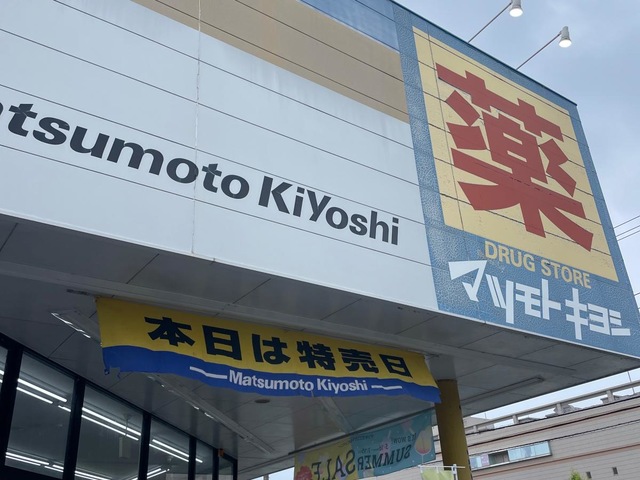 atsumoto KiYoshi
薬
DRUG STORE
マツモトキヨシ
本日は特売日
Matsumoto Kiyoshi
SALE
SUMMER